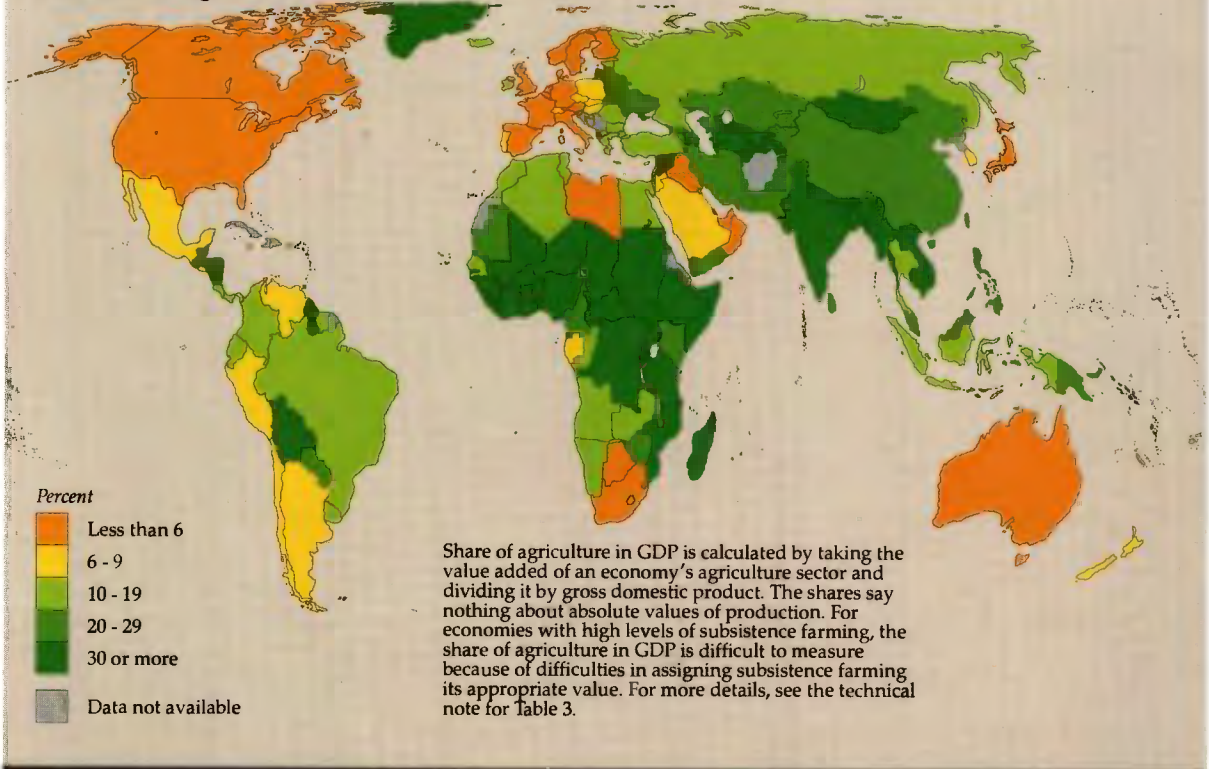 Percent
Less than 6
6 - 9
10 - 19
20 - 29
30 or more
Data not available
Share of agriculture in GDP is calculated by taking the
value added of an economy's agriculture sector and
dividing it by gross domestic product. The shares say
nothing about absolute values of production. For
economies with high levels of subsistence farming, the
share of agriculture in GDP is difficult to measure
because of difficulties in assigning subsistence farming
its appropriate value. For more details, see the technical
note for Table 3.